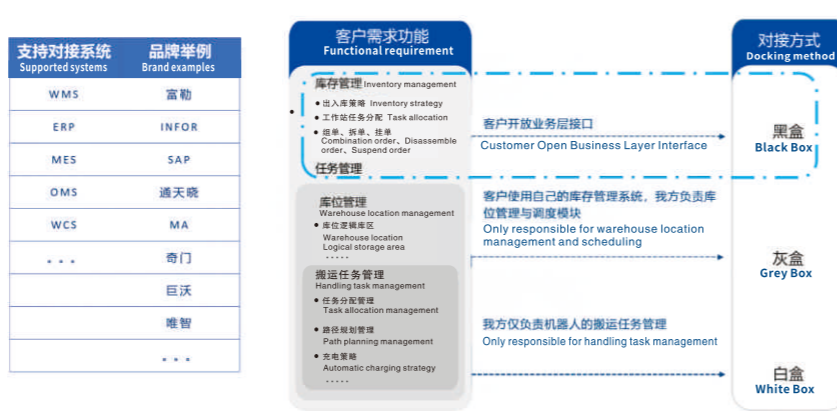 支持对接系统 品牌举例
Supported systems Brand examples
WMS 富勒
ERP INFOR
MES SAP
OMS 通天晓
WCS MA
... 奇门
巨沃
唯智
...
客户需求功能
Functional requirement
库存管理 Inventory management
• 出入库策略 Inventory strategy
• 工作站任务分配 Task allocation
• 组单、拆单、挂单
Combination order、Disassemble
order、Suspend order
任务管理
库位管理
Warehouse location management
• 库位逻辑库区
Warehouse location
Logical storage area
.....
搬运任务管理
Handling task management
• 任务分配管理
Task allocation management
• 路径规划管理
Path planning management
• 充电策略
Automatic charging strategy
.....
客户开放业务层接口
Customer Open Business Layer Interface
客户使用自己的库存管理系统，我方负责库
位管理与调度模块
Only responsible for warehouse location
management and scheduling
我方仅负责机器人的搬运任务管理
Only responsible for handling task management
对接方式
Docking method
黑盒
Black Box
灰盒
Grey Box
白盒
White Box